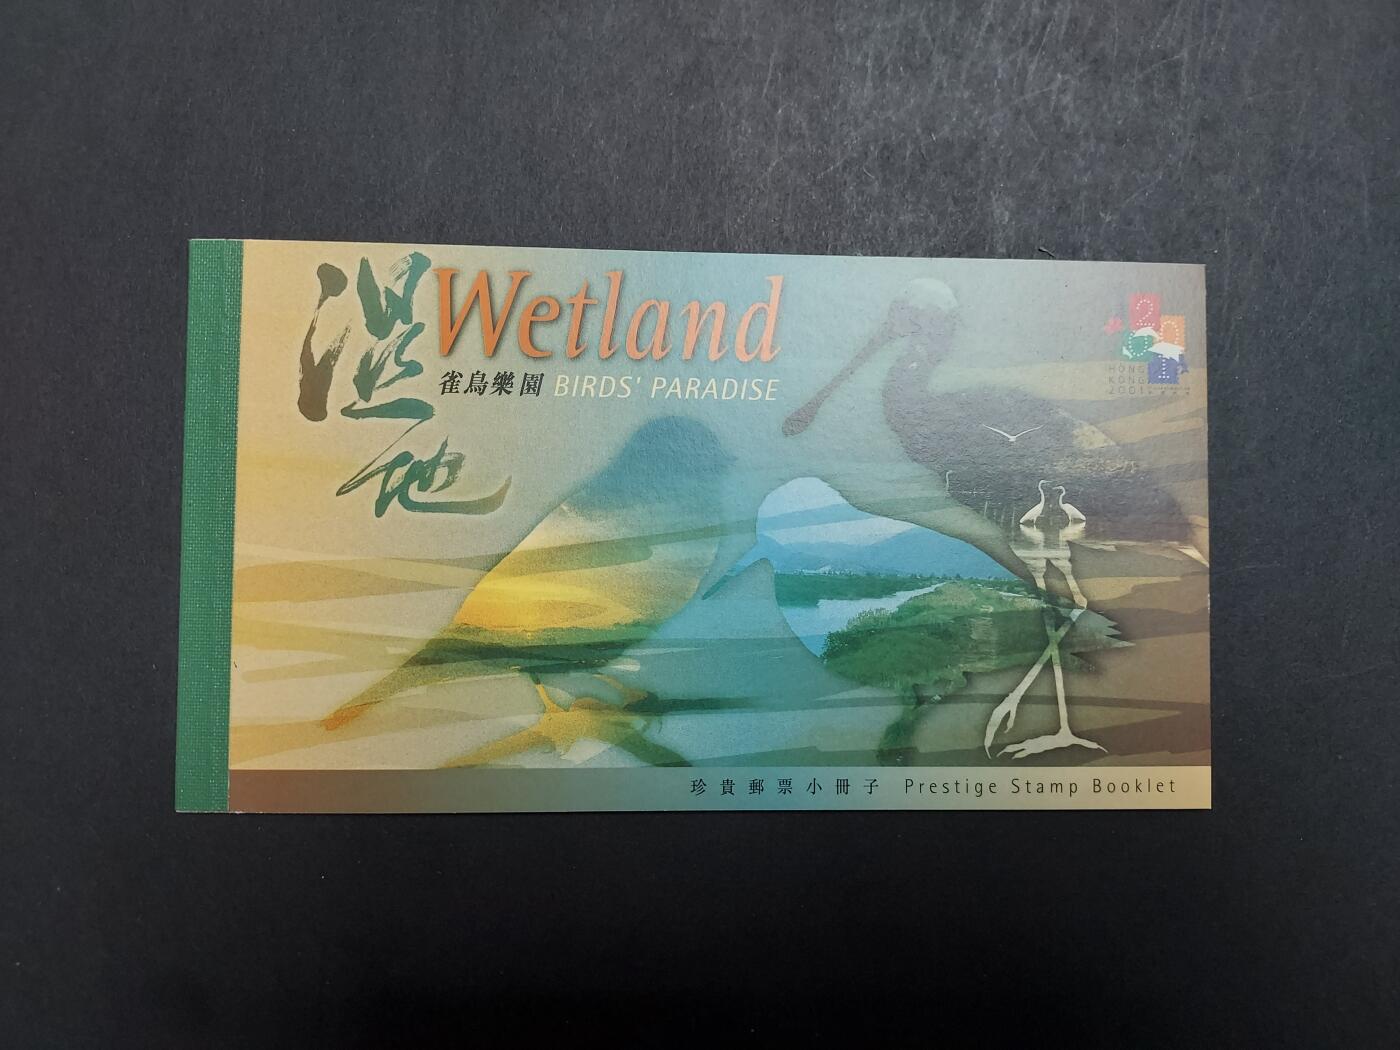 濕地
Wetland
雀鳥樂園 BIRDS' PARADISE
2001
HONG
KONG
2001
珍貴郵票小冊子 Prestige Stamp Booklet